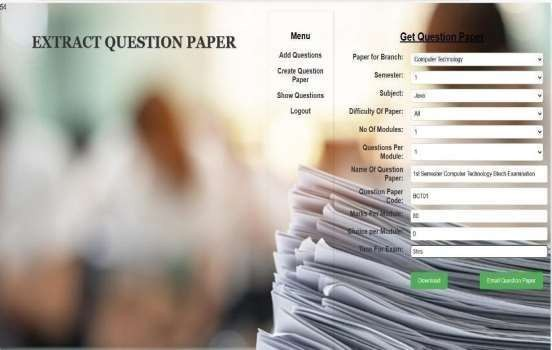 54
EXTRACT QUESTION PAPER
Menu
Add Questions
Create Question
Paper
Show Questions
Logout
Get Question Paper
Paper for Branch: Computer Technology
Semester: 1
Subject: Java
Difficulty Of Paper: All
No Of Modules: 1
Questions Per
Module: 5
Name Of Question
Paper: 1st Semester Computer Technology Btech Examination
Question Paper
Code: BCT01
Marks Per Module: 80
Choice per Module: 0
Time For Exam: 3hrs
Download Email Question Paper